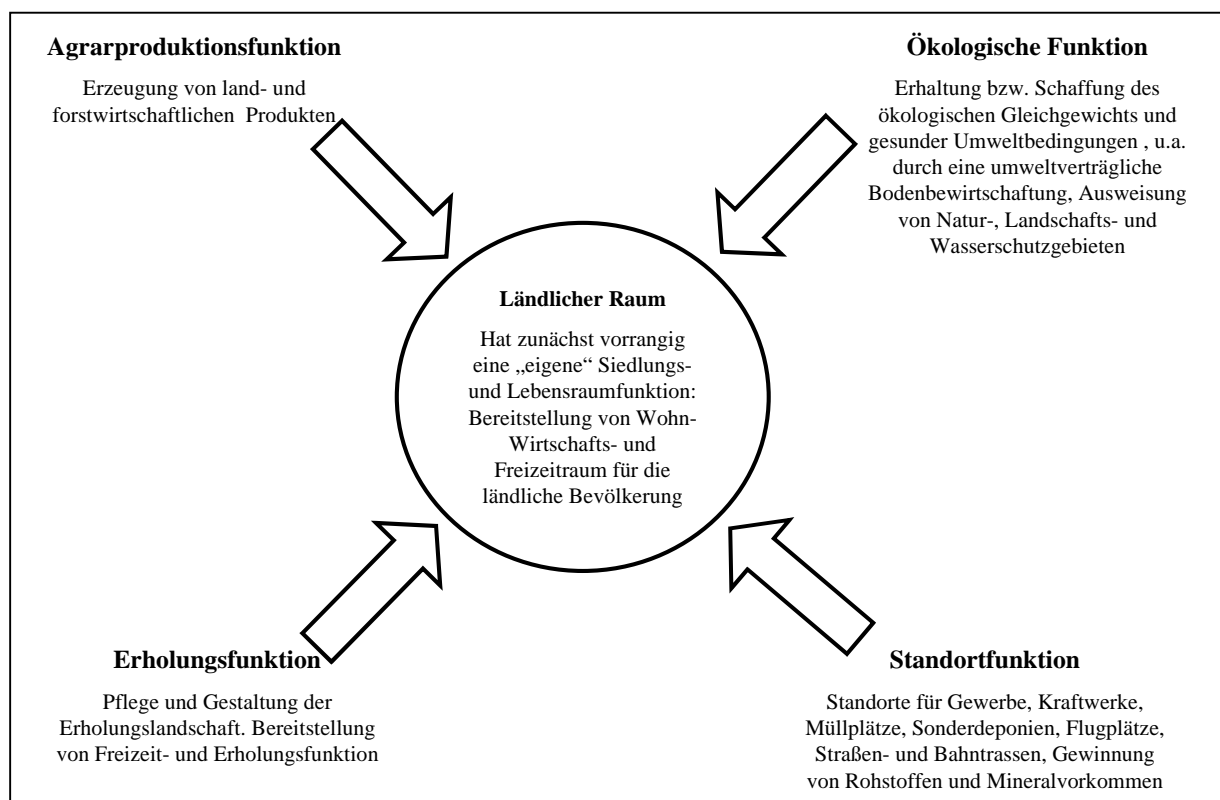 Agrarproduktionsfunktion
Erzeugung von land- und
forstwirtschaftlichen Produkten
Ökologische Funktion
Erhaltung bzw. Schaffung des
ökologischen Gleichgewichts und
gesunder Umweltbedingungen , u.a.
durch eine umweltverträgliche
Bodenbewirtschaftung, Ausweisung
von Natur-, Landschafts- und
Wasserschutzgebieten
Ländlicher Raum
Hat zunächst vorrangig
eine „eigene“ Siedlungs-
und Lebensraumfunktion:
Bereitstellung von Wohn-
Wirtschafts- und
Freizeitraum für die
ländliche Bevölkerung
Erholungsfunktion
Pflege und Gestaltung der
Erholungslandschaft. Bereitstellung
von Freizeit- und Erholungsfunktion
Standortfunktion
Standorte für Gewerbe, Kraftwerke,
Müllplätze, Sonderdeponien, Flugplätze,
Straßen- und Bahntrassen, Gewinnung
von Rohstoffen und Mineralvorkommen